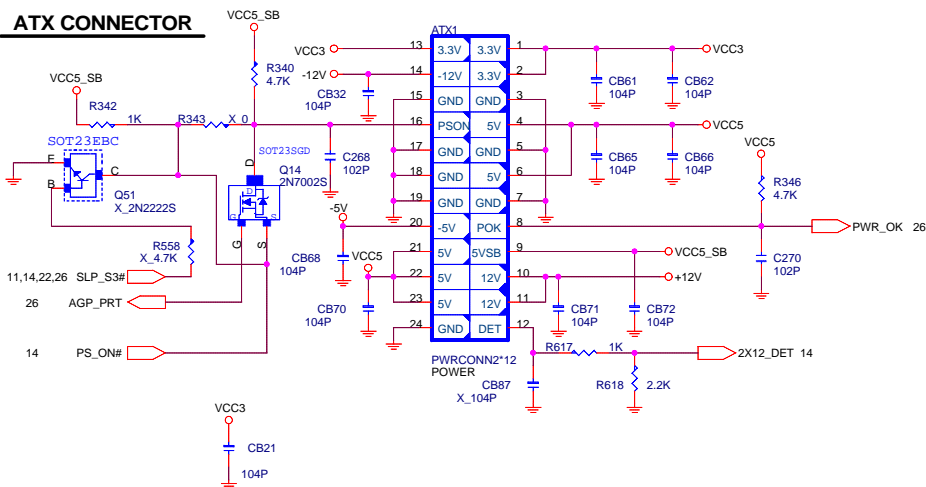 ATX CONNECTOR
VCC5_SB
VCC5_SB
R342
1K
R343
X_0
R340
4.7K
SOT23EBC
E
B
C
Q51
X_2N2222S
R558
X_4.7K
SOT23SGD
D
D
G
S
Q14
2N7002S
G
S
11,14,22,26 SLP_S3#
26 AGP_PRT
14 PS_ON#
VCC3
-12V
CB32
104P
C268
102P
-5V
CB68
104P
VCC5
CB70
104P
ATX1
13 3.3V 3.3V 1
14 -12V 3.3V 2
15 GND GND 3
16 PSON 5V 4
17 GND GND 5
18 GND 5V 6
19 GND GND 7
20 -5V POK 8
21 5V 5VSB 9
22 5V 12V 10
23 5V 12V 11
24 GND DET 12
PWRCONN2*12
POWER
VCC3
CB61
104P
CB62
104P
VCC5
CB65
104P
CB66
104P
VCC5
R346
4.7K
PWR_OK 26
C270
102P
VCC5_SB
+12V
CB71
104P
CB72
104P
R617
1K
2X12_DET 14
CB87
X_104P
R618
2.2K
VCC3
CB21
104P